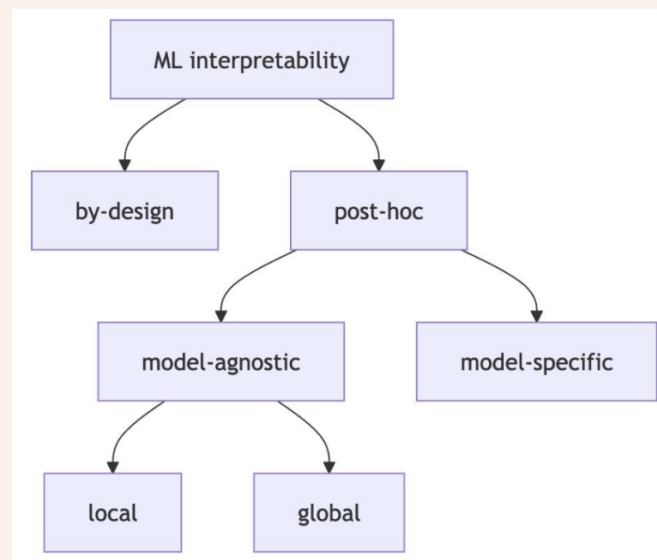 ML interpretability
by-design
post-hoc
model-agnostic
model-specific
local
global